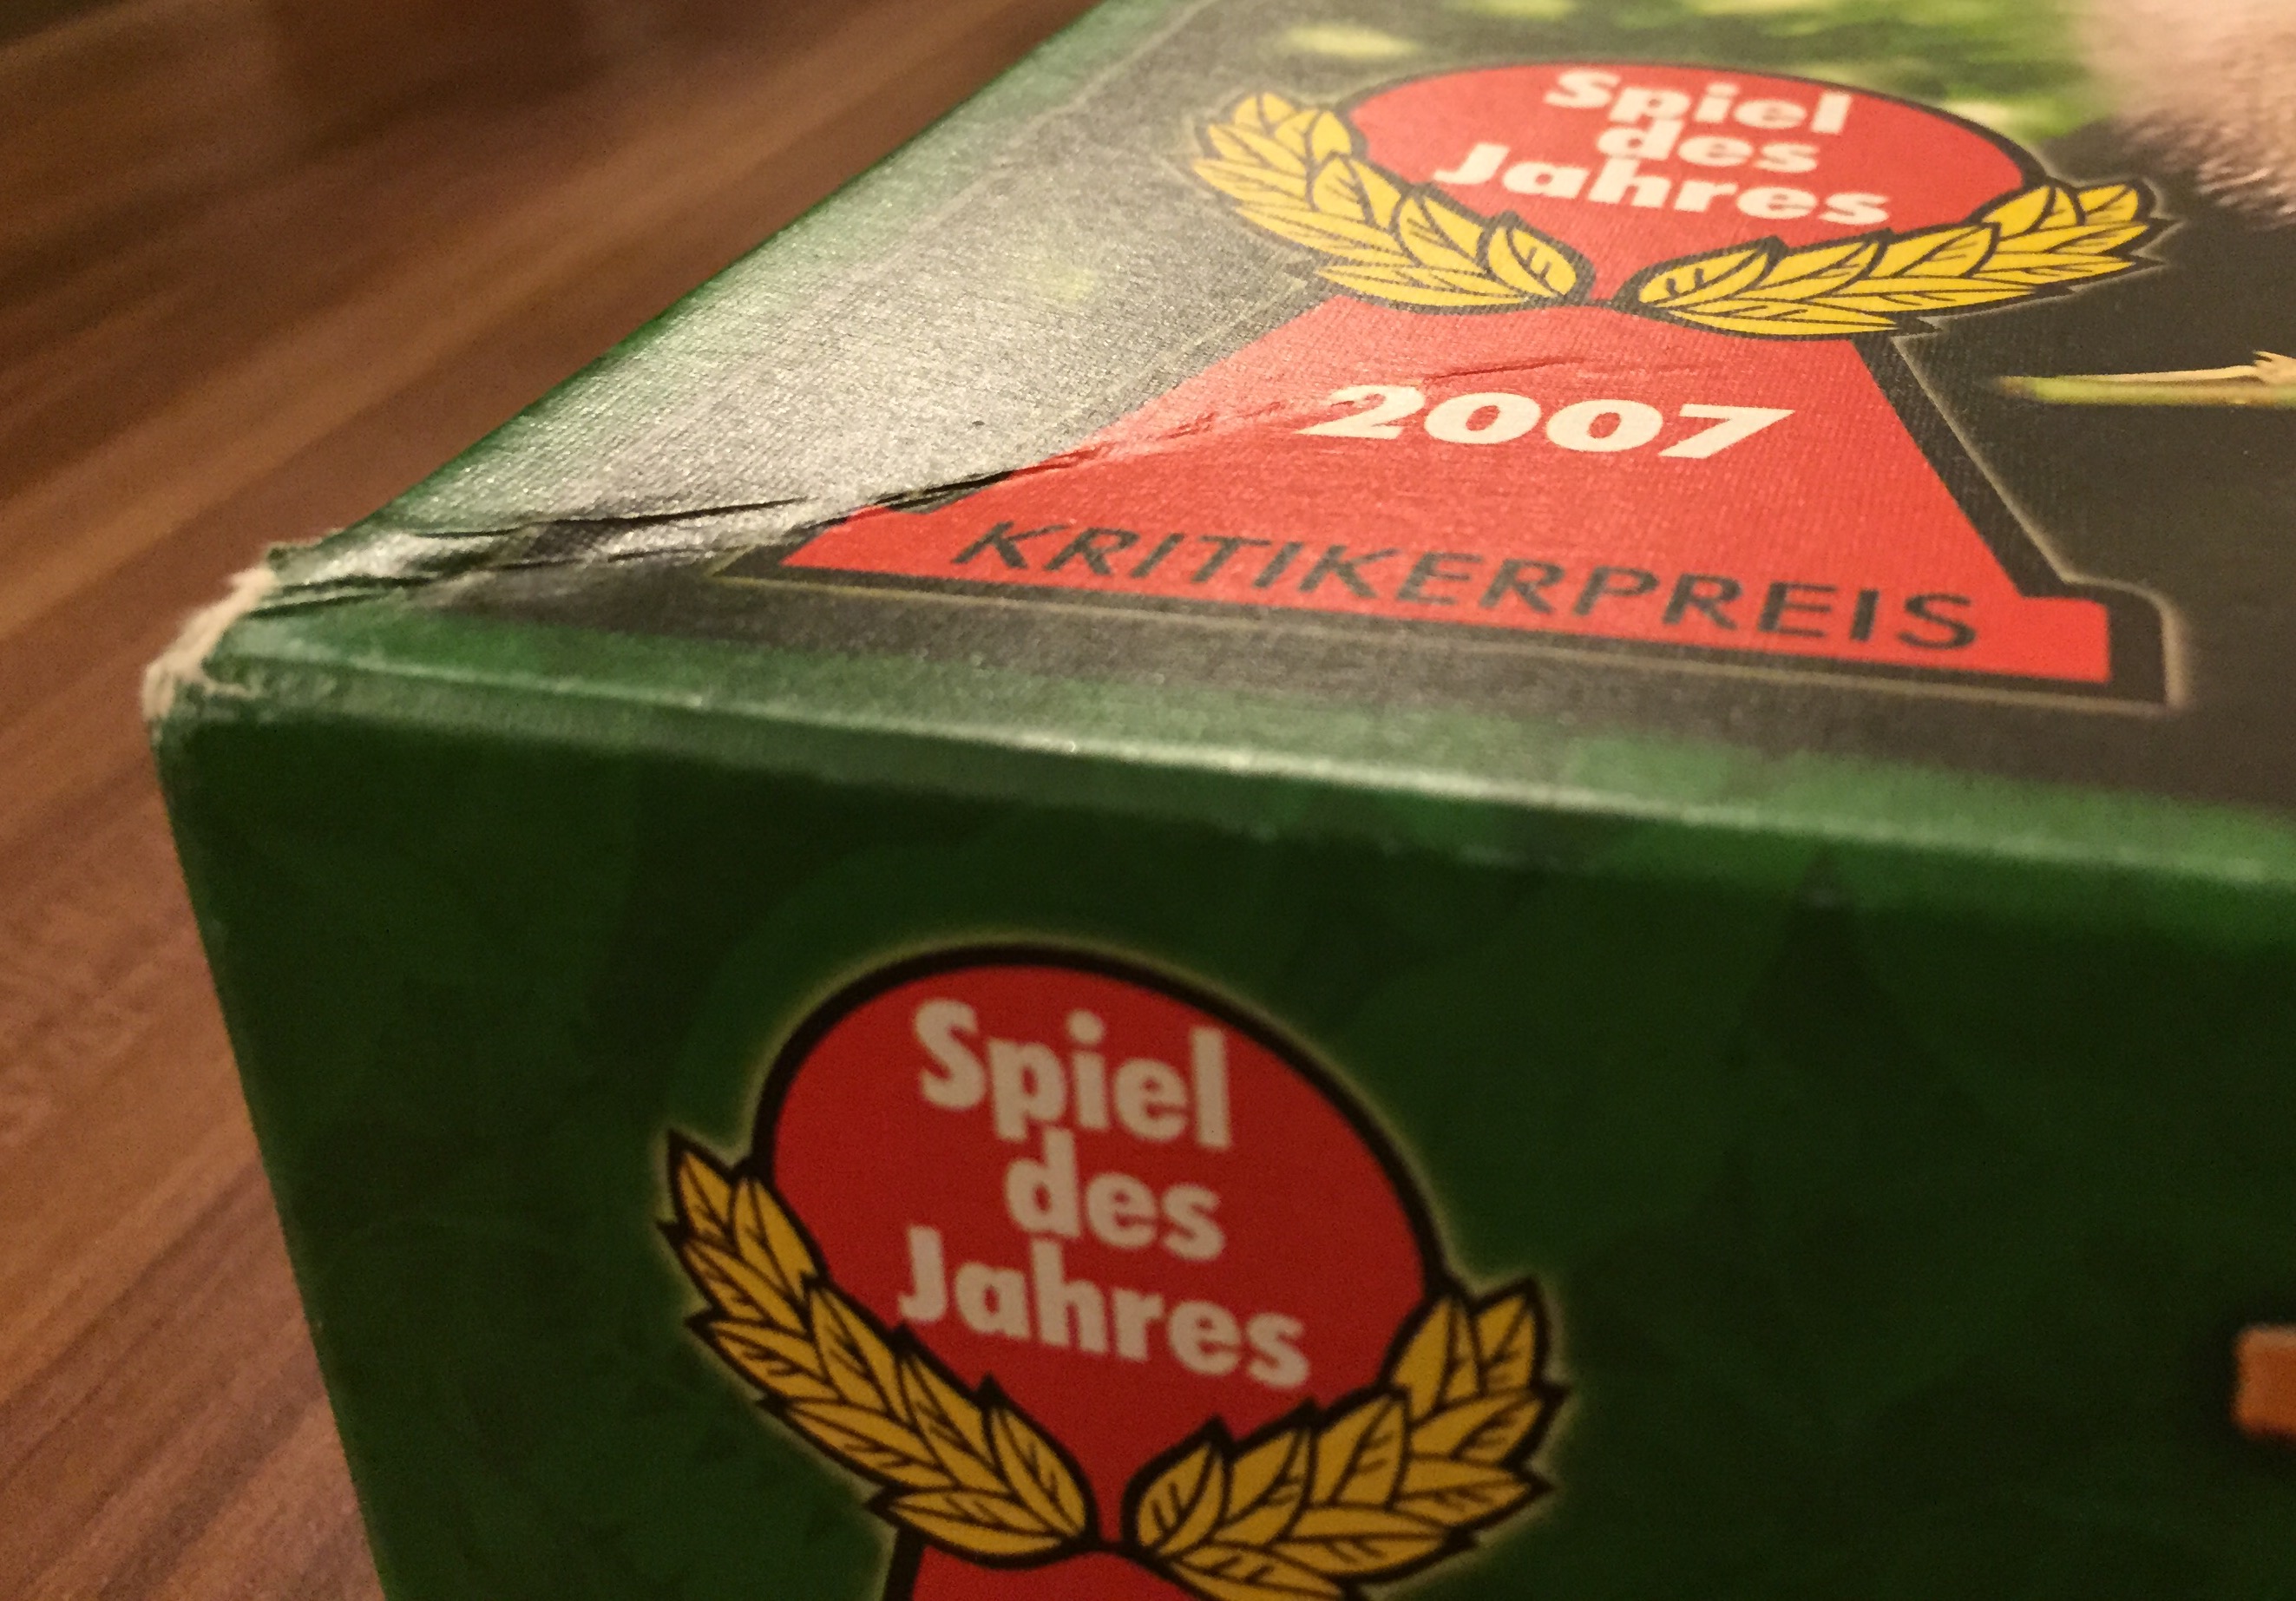 Spiel
des
Jahres
2007
KRITIKERPREIS
Spiel
des
Jahres